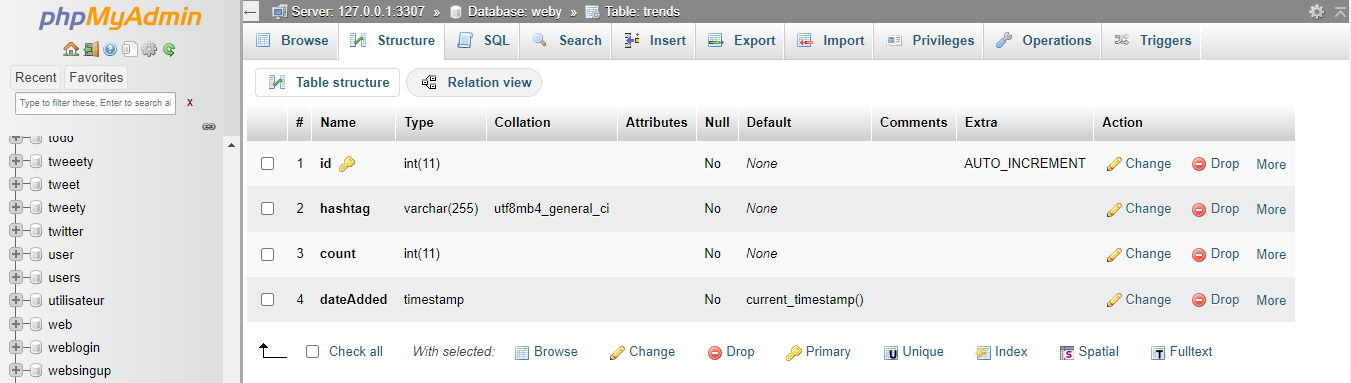 phpMyAdmin
Recent Favorites
Type to filter these, Enter to search al X
todo
tweeety
tweet
tweety
twitter
user
users
utilisateur
web
weblogin
websingup
Server: 127.0.0.1:3307 » Database: weby » Table: trends
Browse Structure SQL Search Insert Export Import Privileges Operations Triggers
Table structure Relation view
# Name Type Collation Attributes Null Default Comments Extra Action
1 id int(11) No None AUTO_INCREMENT Change Drop More
2 hashtag varchar(255) utf8mb4_general_ci No None Change Drop More
3 count int(11) No None Change Drop More
4 dateAdded timestamp No current_timestamp() Change Drop More
Check all With selected: Browse Change Drop Primary Unique Index Spatial Fulltext